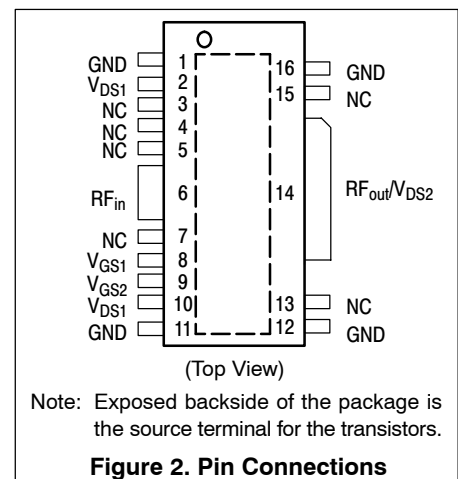 GND 1 16 GND
VDS1 2 15 NC
NC 3
NC 4
NC 5
RFin 6 14 RFout/VDS2
NC 7
VGS1 8
VGS2 9
VDS1 10 13 NC
GND 11 12 GND
(Top View)
Note: Exposed backside of the package is
the source terminal for the transistors.
Figure 2. Pin Connections